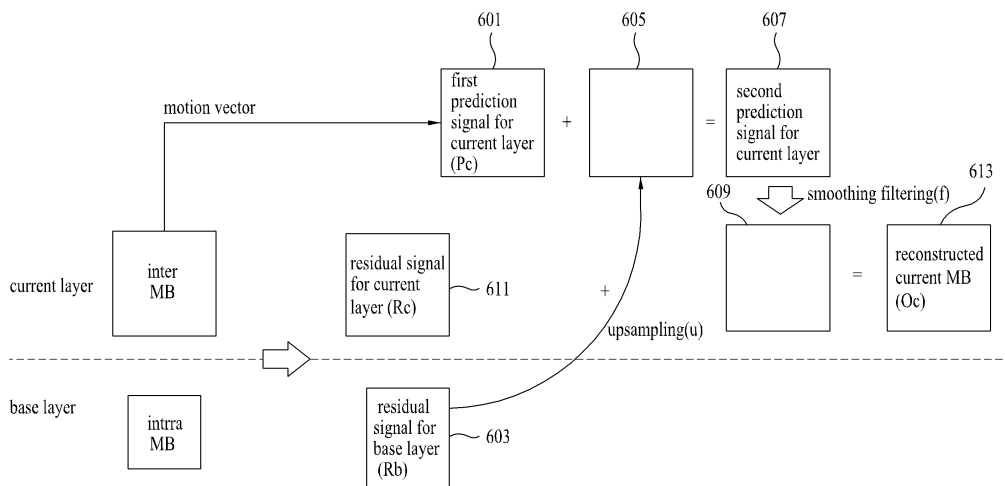 601
605
607
first
prediction
signal for
current layer
(Pc)
+
=
second
prediction
signal for
current layer
motion vector
609
smoothing filtering(f)
613
current layer
inter
MB
residual signal
for current
layer (Rc)
611
+
upsampling(u)
=
reconstructed
current MB
(Oc)
base layer
intrra
MB
residual
signal for
base layer
(Rb)
603